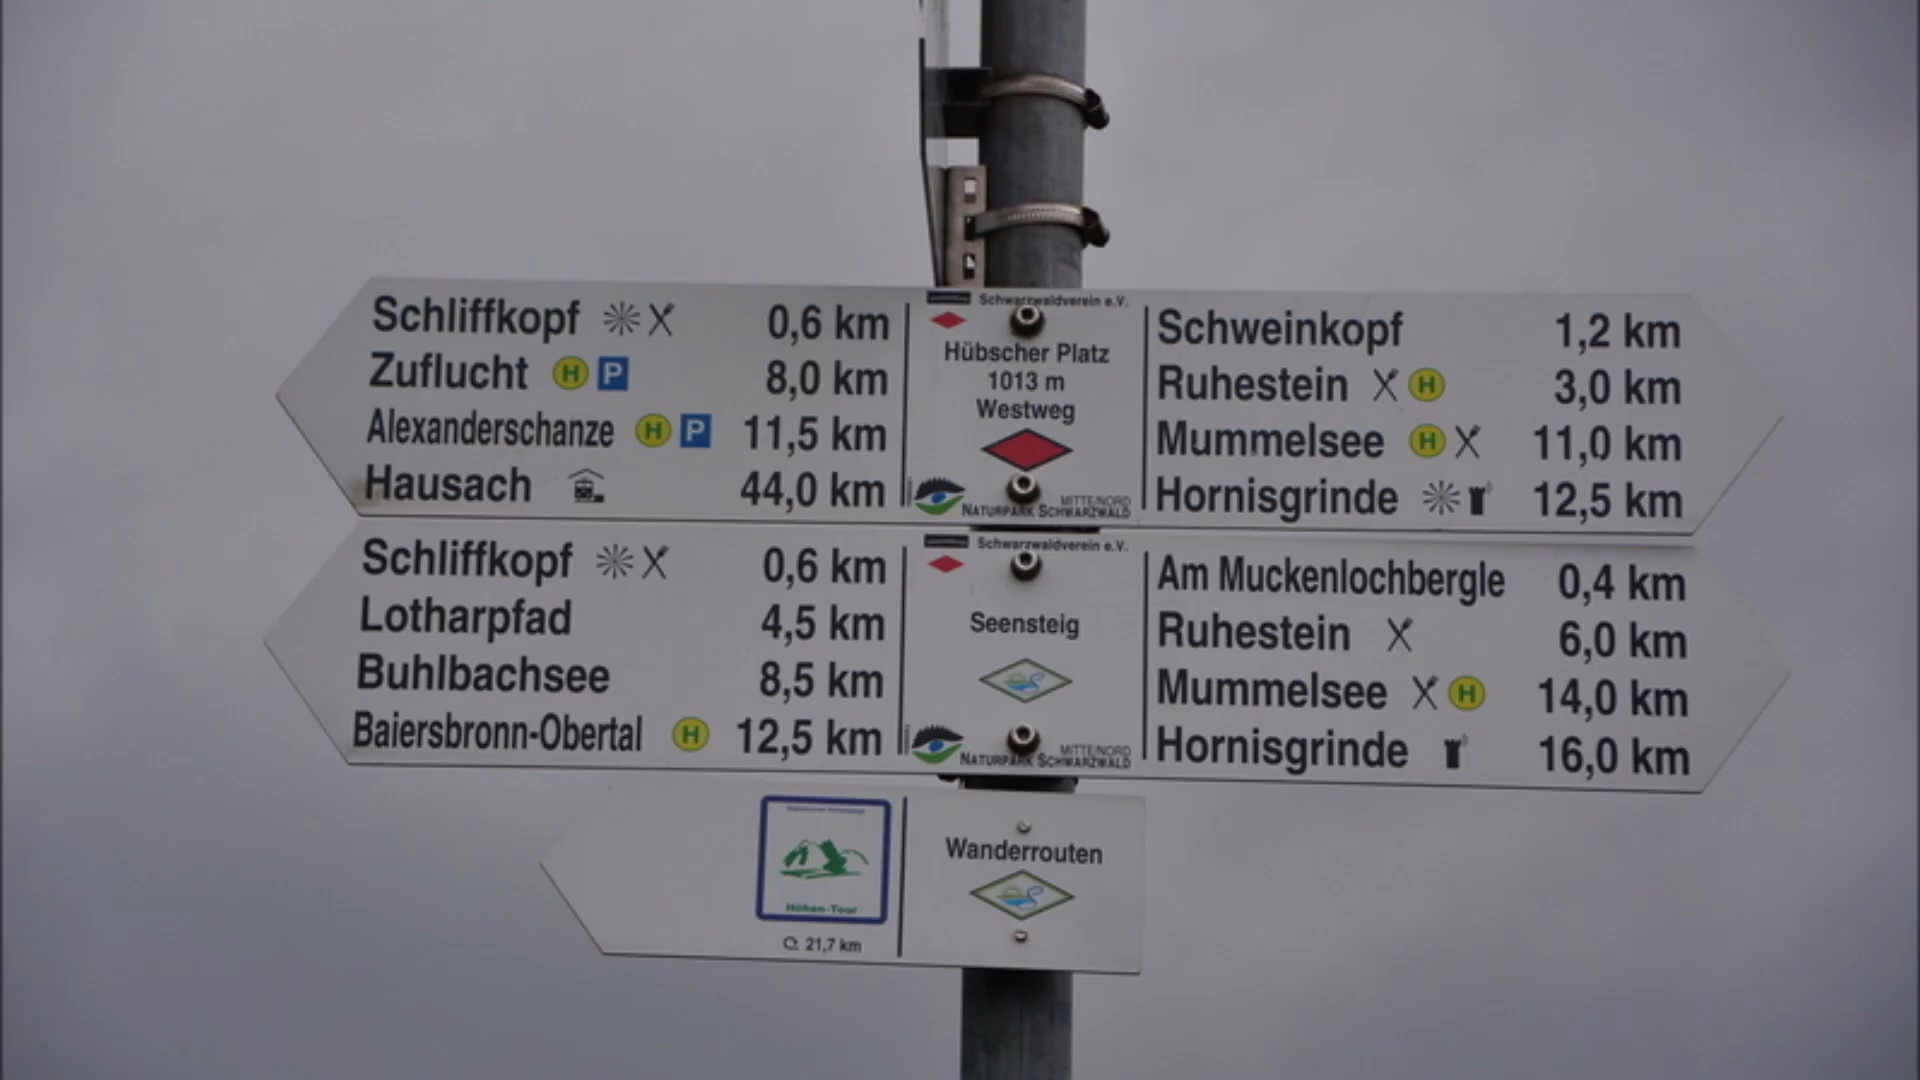 Schwarzwaldverein e.V.
Schliffkopf 0,6 km
Zuflucht H P 8,0 km
Alexanderschanze H P 11,5 km
Hausach 44,0 km
Hübscher Platz
1013 m
Westweg
MITTE/NORD
NATURPARK SCHWARZWALD
Schweinkopf 1,2 km
Ruhestein H 3,0 km
Mummelsee H 11,0 km
Hornisgrinde 12,5 km
Schwarzwaldverein e.V.
Schliffkopf 0,6 km
Lotharpfad 4,5 km
Buhlbachsee 8,5 km
Baiersbronn-Obertal H 12,5 km
Seensteig
MITTE/NORD
NATURPARK SCHWARZWALD
Am Muckenlochbergle 0,4 km
Ruhestein 6,0 km
Mummelsee H 14,0 km
Hornisgrinde 16,0 km
Höhen-Tour
21,7 km
Wanderrouten